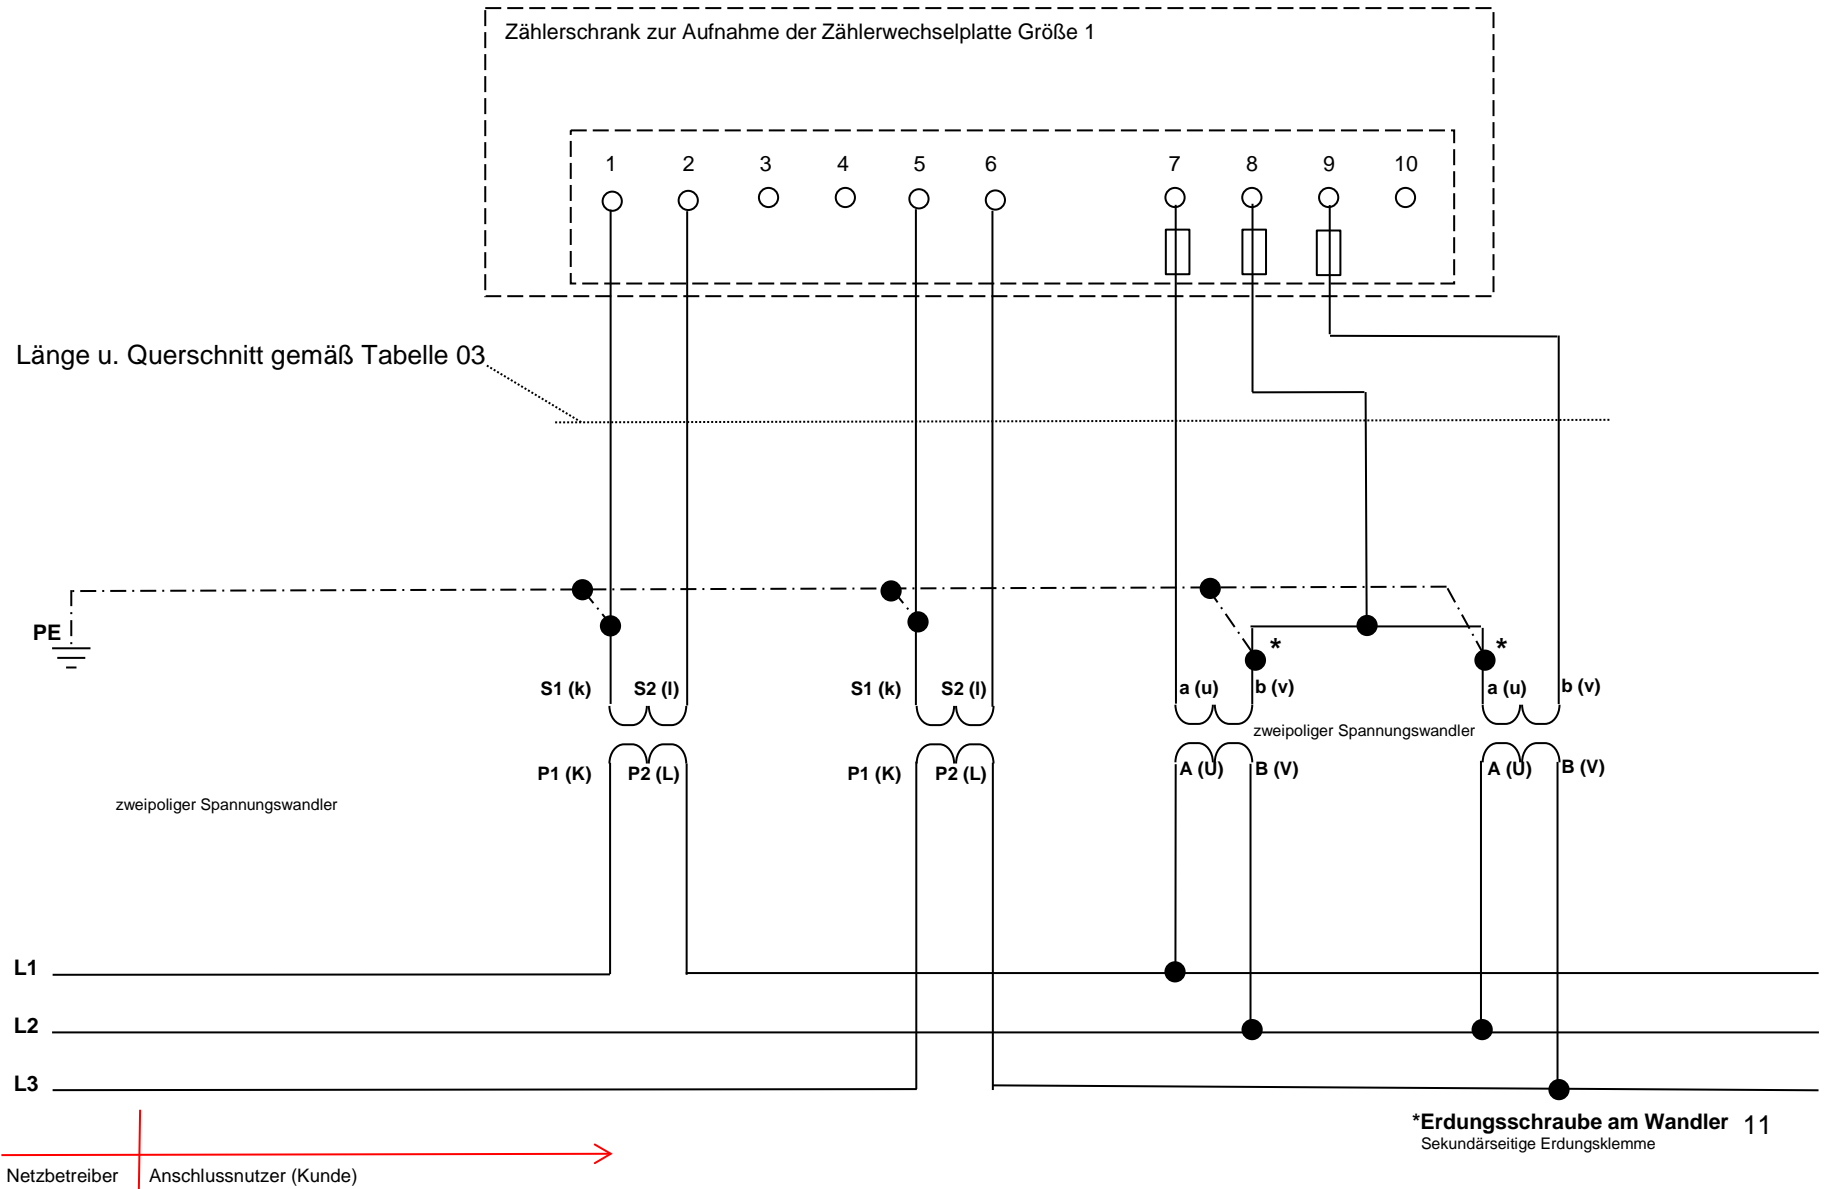 Zählerschrank zur Aufnahme der Zählerwechselplatte Größe 1
1 2 3 4 5 6 7 8 9 10
Länge u. Querschnitt gemäß Tabelle 03
PE
* *
S1 (k) S2 (l) S1 (k) S2 (l) a (u) b (v) a (u) b (v)
zweipoliger Spannungswandler
P1 (K) P2 (L) P1 (K) P2 (L) A (U) B (V) A (U) B (V)
zweipoliger Spannungswandler
L1
L2
L3
*Erdungsschraube am Wandler 11
Sekundärseitige Erdungsklemme
Netzbetreiber Anschlussnutzer (Kunde)